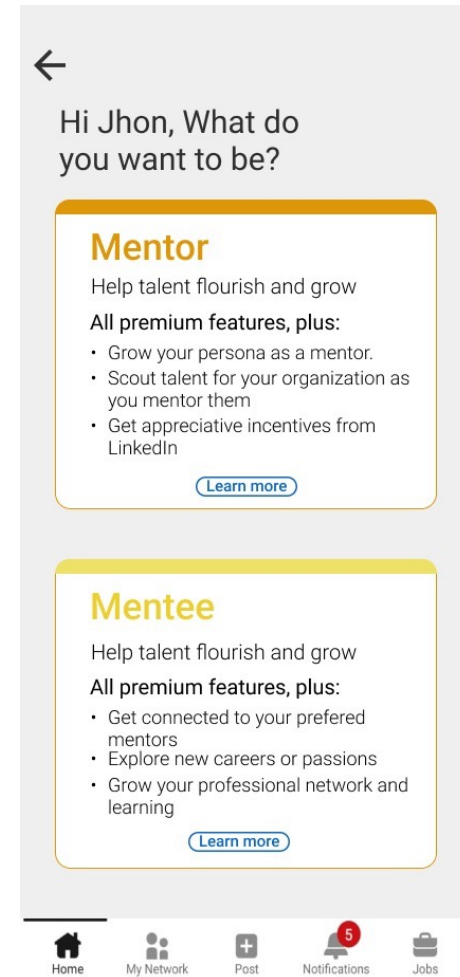 Hi Jhon, What do
you want to be?
Mentor
Help talent flourish and grow
All premium features, plus:
• Grow your persona as a mentor.
• Scout talent for your organization as
you mentor them
• Get appreciative incentives from
LinkedIn
Learn more
Mentee
Help talent flourish and grow
All premium features, plus:
• Get connected to your prefered
mentors
• Explore new careers or passions
• Grow your professional network and
learning
Learn more
5
Home My Network Post Notifications Jobs